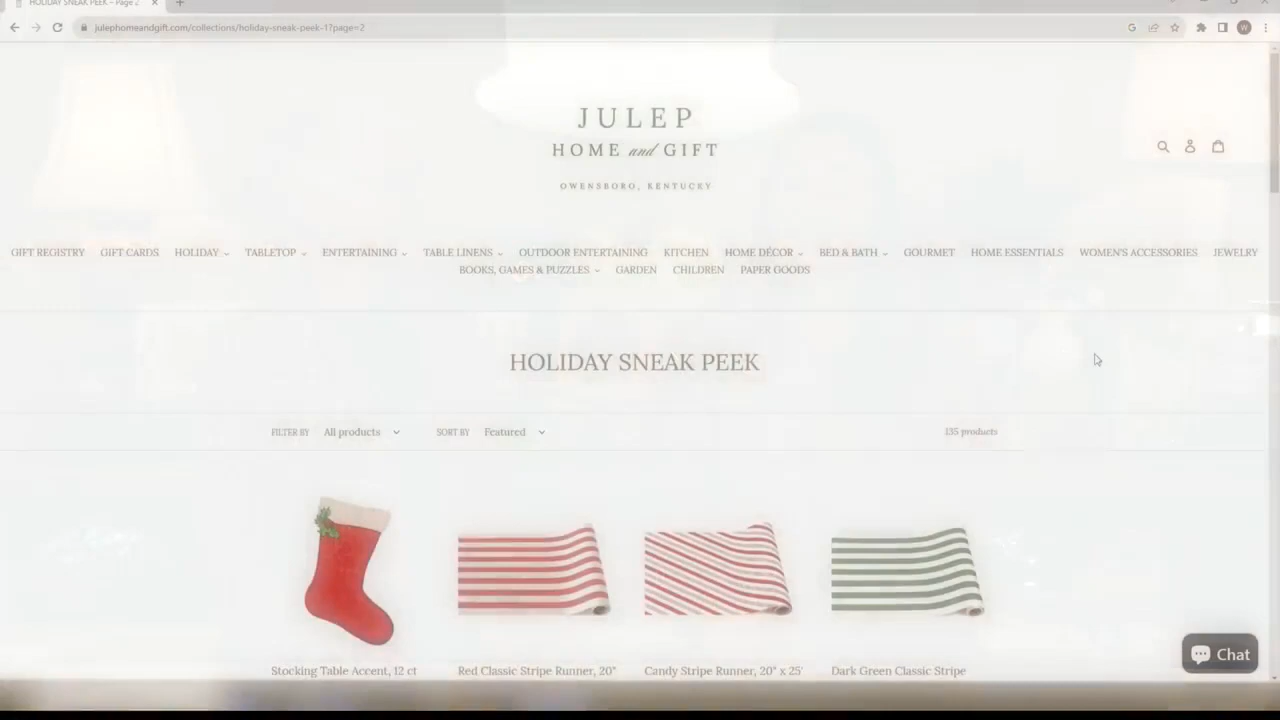 HOLIDAY SNEAK PEEK – Page 2
julephomeandgift.com/collections/holiday-sneak-peek-1?page=2
W
JULEP
HOME and GIFT
OWENSBORO, KENTUCKY
GIFT REGISTRY GIFT CARDS HOLIDAY TABLETOP ENTERTAINING TABLE LINENS OUTDOOR ENTERTAINING KITCHEN HOME DÉCOR BED & BATH GOURMET HOME ESSENTIALS WOMEN'S ACCESSORIES JEWELRY
BOOKS, GAMES & PUZZLES GARDEN CHILDREN PAPER GOODS
HOLIDAY SNEAK PEEK
FILTER BY All products SORT BY Featured 135 products
Stocking Table Accent, 12 ct Red Classic Stripe Runner, 20" Candy Stripe Runner, 20" x 25' Dark Green Classic Stripe
Chat